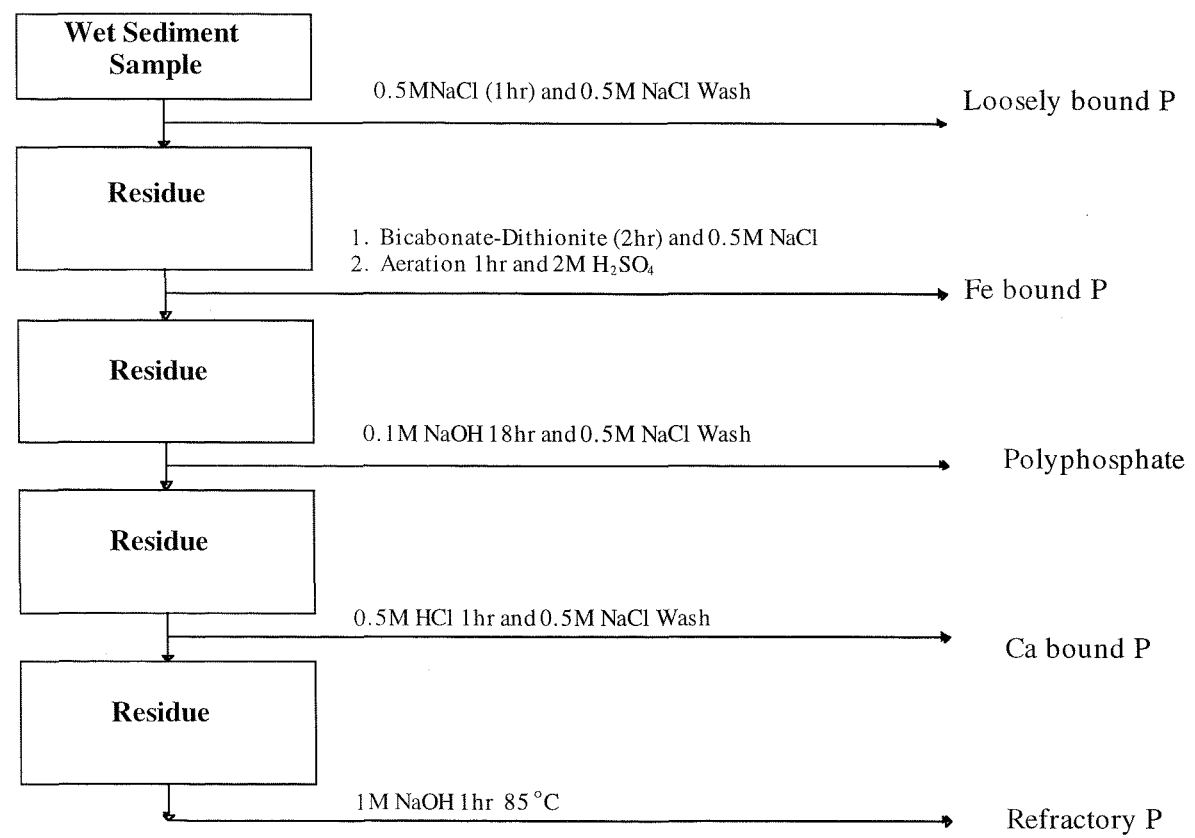 Wet Sediment
Sample
0.5MNaCl (1hr) and 0.5M NaCl Wash
Loosely bound P
Residue
1. Bicabonate-Dithionite (2hr) and 0.5M NaCl
2. Aeration 1hr and 2M H₂SO₄
Fe bound P
Residue
0.1M NaOH 18hr and 0.5M NaCl Wash
Polyphosphate
Residue
0.5M HCl 1hr and 0.5M NaCl Wash
Ca bound P
Residue
1M NaOH 1hr 85°C
Refractory P